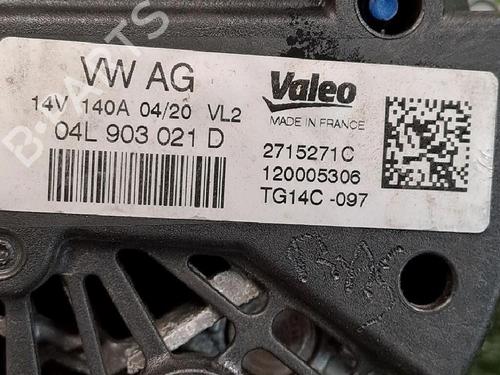 B-PARTS
VW AG
14V 140A 04/20 VL2
04L 903 021 D
Valeo
MADE IN FRANCE
2715271C
120005306
TG14C -097